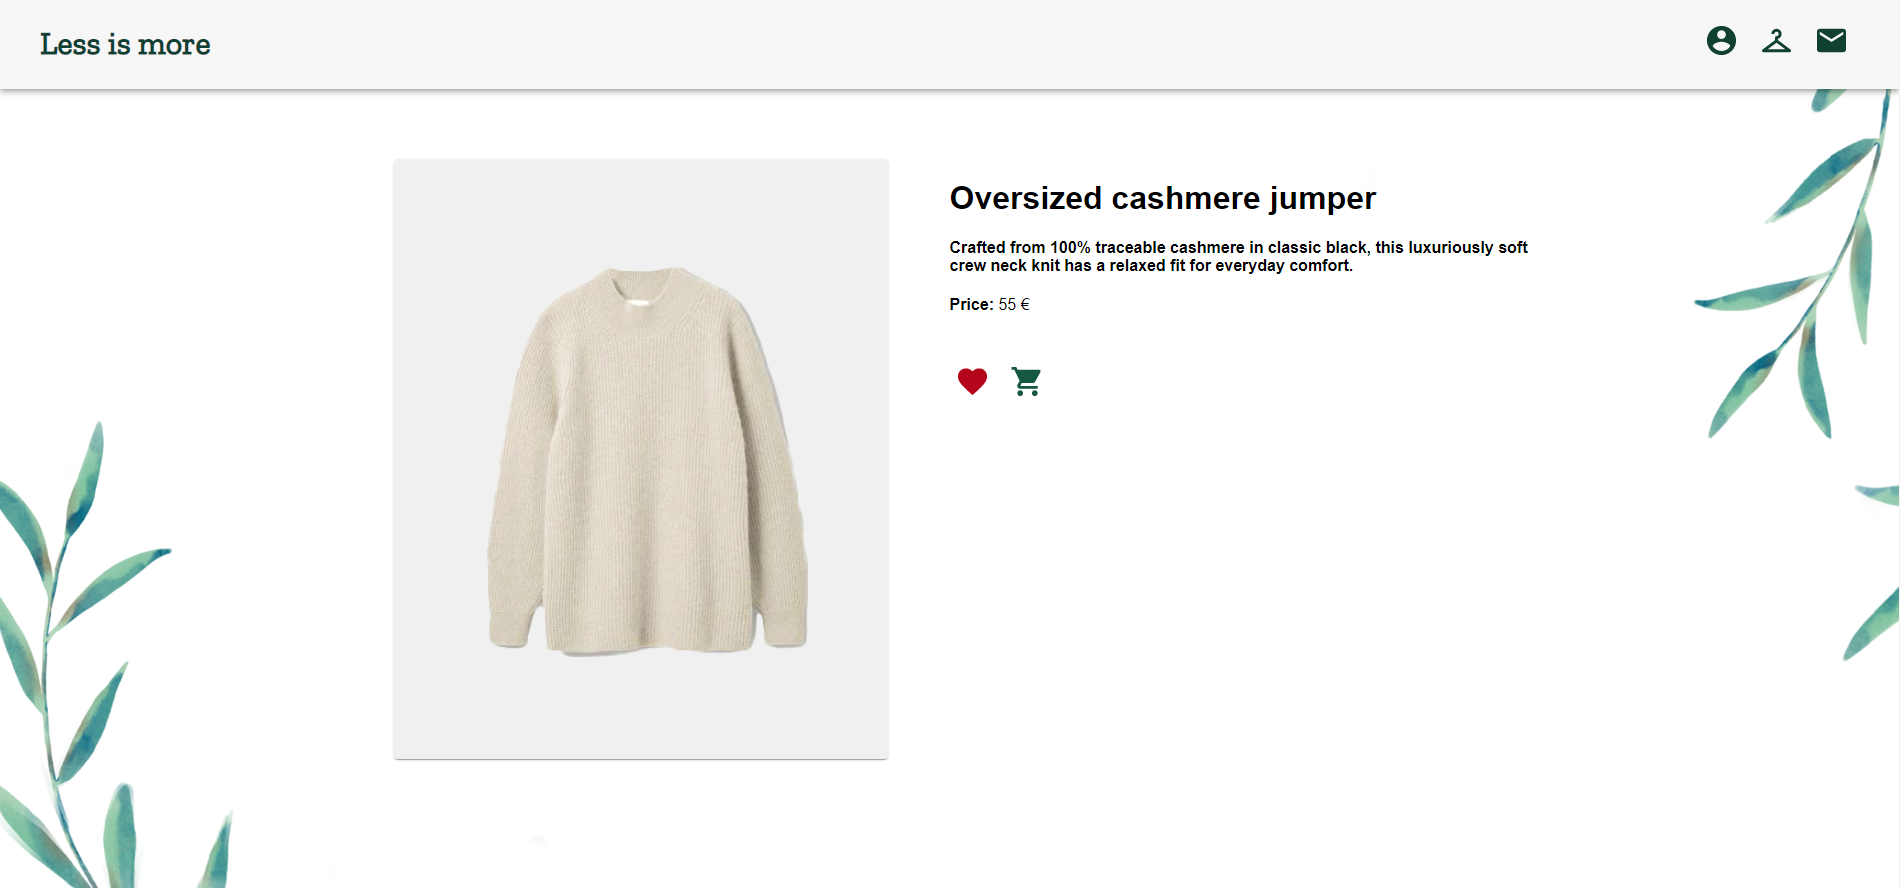 Less is more
Oversized cashmere jumper
Crafted from 100% traceable cashmere in classic black, this luxuriously soft
crew neck knit has a relaxed fit for everyday comfort.
Price: 55 €